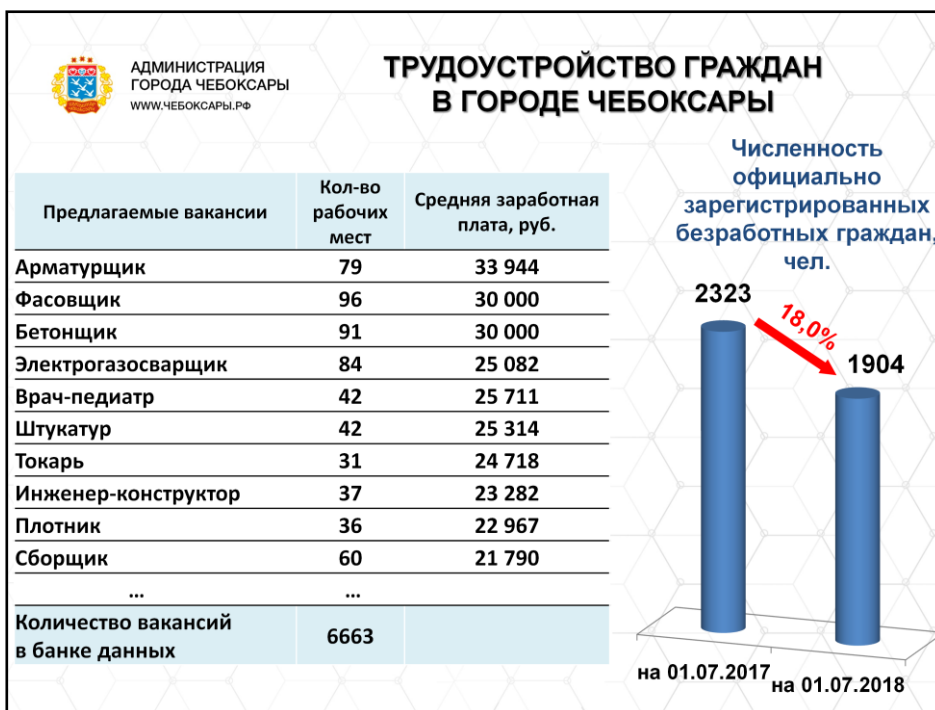 АДМИНИСТРАЦИЯ
ГОРОДА ЧЕБОКСАРЫ
WWW.ЧЕБОКСАРЫ.РФ
ТРУДОУСТРОЙСТВО ГРАЖДАН
В ГОРОДЕ ЧЕБОКСАРЫ
Предлагаемые вакансии
Кол-во
рабочих
мест
Средняя заработная
плата, руб.
Арматурщик 79 33 944
Фасовщик 96 30 000
Бетонщик 91 30 000
Электрогазосварщик 84 25 082
Врач-педиатр 42 25 711
Штукатур 42 25 314
Токарь 31 24 718
Инженер-конструктор 37 23 282
Плотник 36 22 967
Сборщик 60 21 790
... ...
Количество вакансий
в банке данных
6663
Численность
официально
зарегистрированных
безработных граждан,
чел.
2323
18,0%
1904
на 01.07.2017
на 01.07.2018